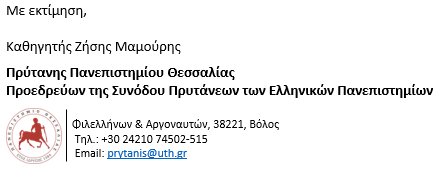 Με εκτίμηση,
Καθηγητής Ζήσης Μαμούρης
Πρύτανης Πανεπιστημίου Θεσσαλίας
Προεδρεύων της Συνόδου Πρυτάνεων των Ελληνικών Πανεπιστημίων
Φιλελλήνων & Αργοναυτών, 38221, Βόλος
Τηλ.: +30 24210 74502-515
Email: prytanis@uth.gr